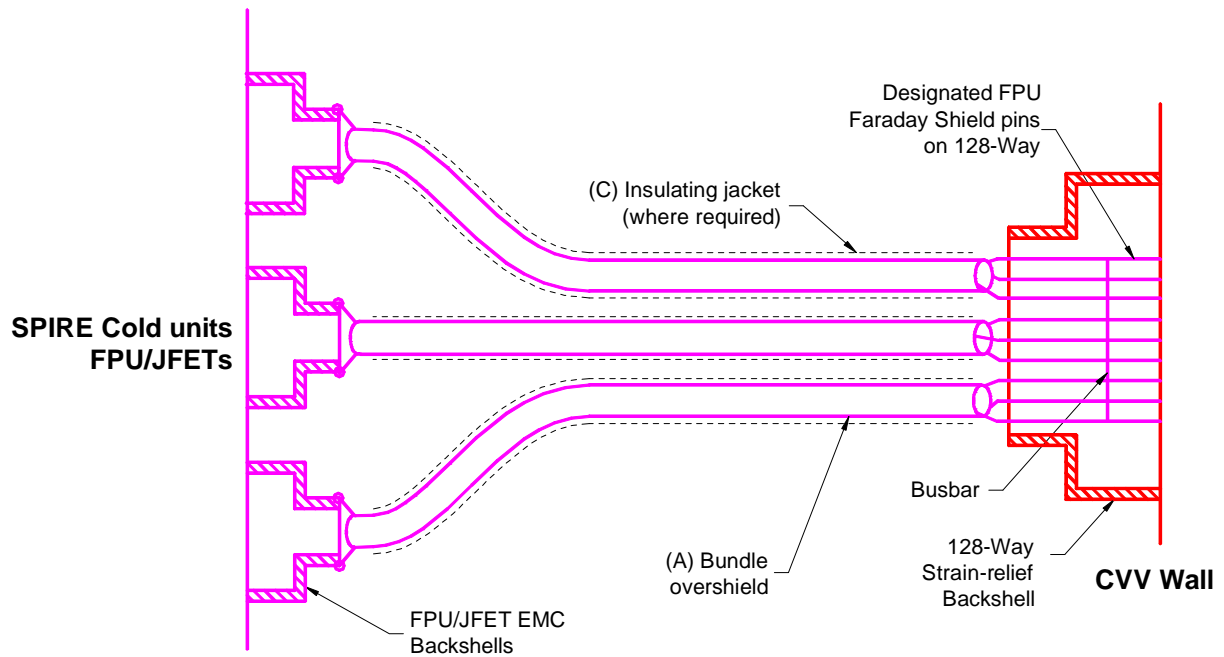 Designated FPU
Faraday Shield pins
on 128-Way
(C) Insulating jacket
(where required)
SPIRE Cold units
FPU/JFETs
Busbar
(A) Bundle
overshield
128-Way
Strain-relief
Backshell
CVV Wall
FPU/JFET EMC
Backshells